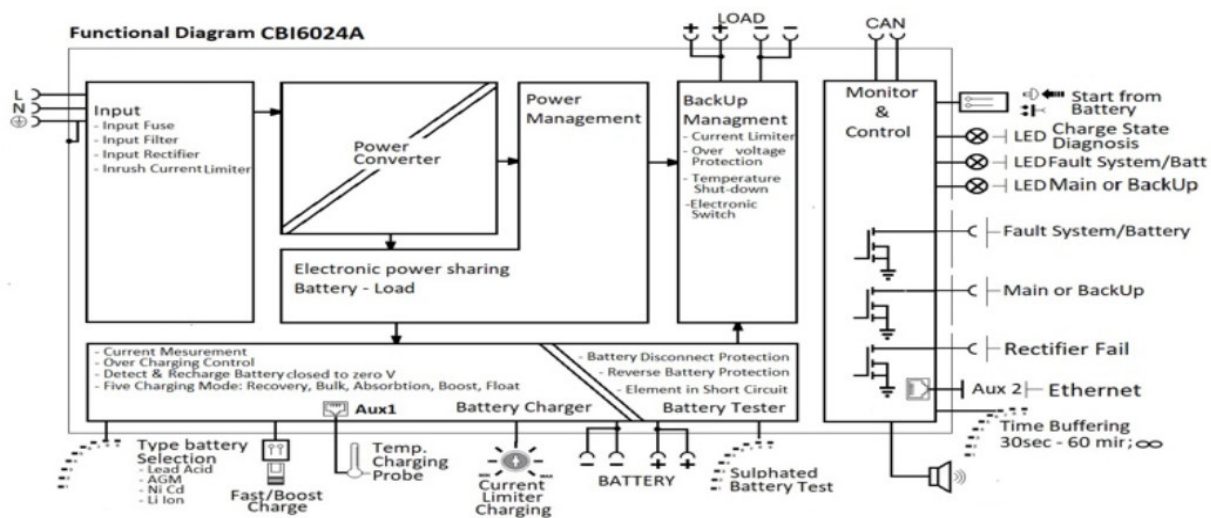 Functional Diagram CBI6024A
LOAD
+ + - -
CAN
L
N
Input
- Input Fuse
- Input Filter
- Input Rectifier
- Inrush Current Limiter
Power
Converter
Power
Management
BackUp
Managment
- Current Limiter
- Over voltage
Protection
- Temperature
Shut-down
-Electronic
Switch
Monitor
&
Control
Start from
Battery
LED Charge State
Diagnosis
LED Fault System/Batt
LED Main or BackUp
Fault System/Battery
Main or BackUp
Rectifier Fail
Aux 2 Ethernet
Time Buffering
30sec - 60 mir; ∞
Electronic power sharing
Battery - Load
- Current Mesurement
- Over Charging Control
- Detect & Recharge Battery closed to zero V
- Five Charging Mode: Recovery, Bulk, Absorbtion, Boost, Float
Aux1
Battery Charger
- Battery Disconnect Protection
- Reverse Battery Protection
- Element in Short Circuit
Battery Tester
Type battery
Selection
- Lead Acid
- AGM
- Ni Cd
- Li Ion
Fast/Boost
Charge
Temp.
Charging
Probe
MIN
MAX
Current
Limiter
Charging
- - + +
BATTERY
Sulphated
Battery Test